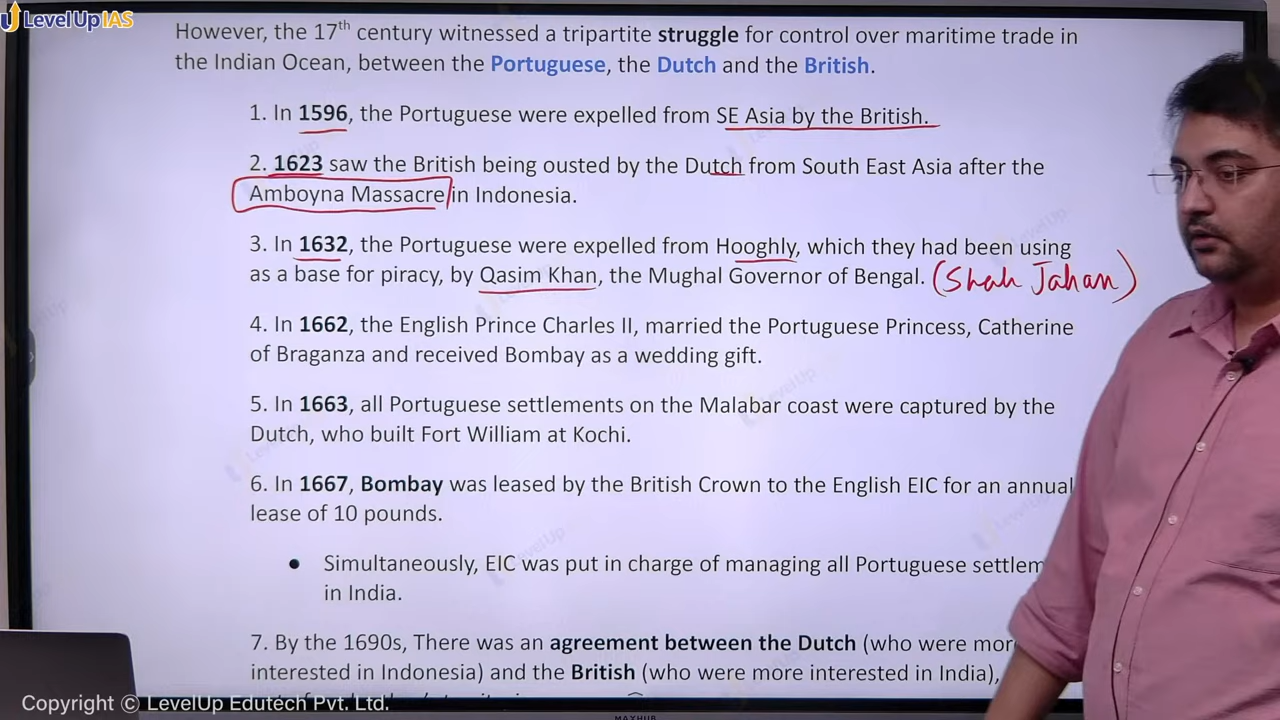 LevelUp IAS
However, the 17th century witnessed a tripartite struggle for control over maritime trade in
the Indian Ocean, between the Portuguese, the Dutch and the British.
1. In 1596, the Portuguese were expelled from SE Asia by the British.
2. 1623 saw the British being ousted by the Dutch from South East Asia after the
Amboyna Massacre in Indonesia.
3. In 1632, the Portuguese were expelled from Hooghly, which they had been using
as a base for piracy, by Qasim Khan, the Mughal Governor of Bengal. (Shah Jahan)
4. In 1662, the English Prince Charles II, married the Portuguese Princess, Catherine
of Braganza and received Bombay as a wedding gift.
5. In 1663, all Portuguese settlements on the Malabar coast were captured by the
Dutch, who built Fort William at Kochi.
6. In 1667, Bombay was leased by the British Crown to the English EIC for an annual
lease of 10 pounds.
• Simultaneously, EIC was put in charge of managing all Portuguese settlem
in India.
7. By the 1690s, There was an agreement between the Dutch (who were mor
interested in Indonesia) and the British (who were more interested in India),
Copyright © LevelUp Edutech Pvt. Ltd.
MAXHUB